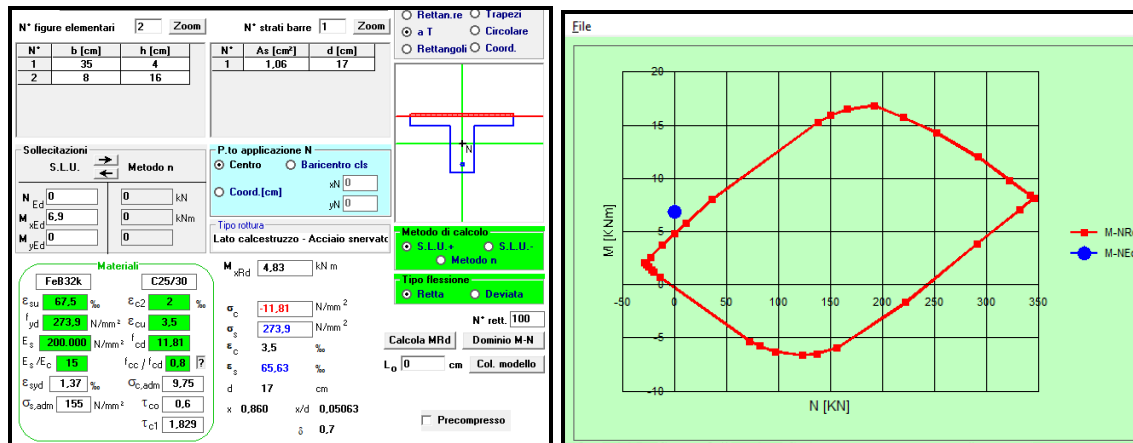 N* figure elementari 2 Zoom N* strati barre 1 Zoom
N* b [cm] h [cm]
1 35 4
2 8 16
N* As [cm²] d [cm]
1 1,06 17
Rettan.re Trapezi
a T Circolare
Rettangoli Coord.
N
Sollecitazioni
S.L.U. Metodo n
N Ed 0 0 kN
M xEd 6,9 0 kNm
M yEd 0 0
P.to applicazione N
Centro Baricentro cls
Coord.[cm] xN 0
yN 0
Tipo rottura
Lato calcestruzzo - Acciaio snervato
Metodo di calcolo
S.L.U.+ S.L.U.-
Metodo n
Tipo flessione
Retta Deviata
N* rett. 100
Calcola MRd Dominio M-N
L₀ 0 cm Col. modello
Precompresso
Materiali
FeB32k C25/30
εsu 67,5 ‰ εc2 2 ‰
fyd 273,9 N/mm² εcu 3,5
Es 200.000 N/mm² fcd 11,81
Es/Ec 15 fcc/fcd 0,8 ?
εsyd 1,37 ‰ σc,adm 9,75
σs,adm 155 N/mm² τco 0,6
τc1 1,829
M xRd 4,83 kN m
σc -11,81 N/mm²
σs 273,9 N/mm²
εc 3,5 ‰
εs 65,63 ‰
d 17 cm
x 0,860 x/d 0,05063
δ 0,7
File
20
15
10
5
0
-5
-10
-50 0 50 100 150 200 250 300 350
M [KNm]
N [KN]
M-NRd
M-NEd